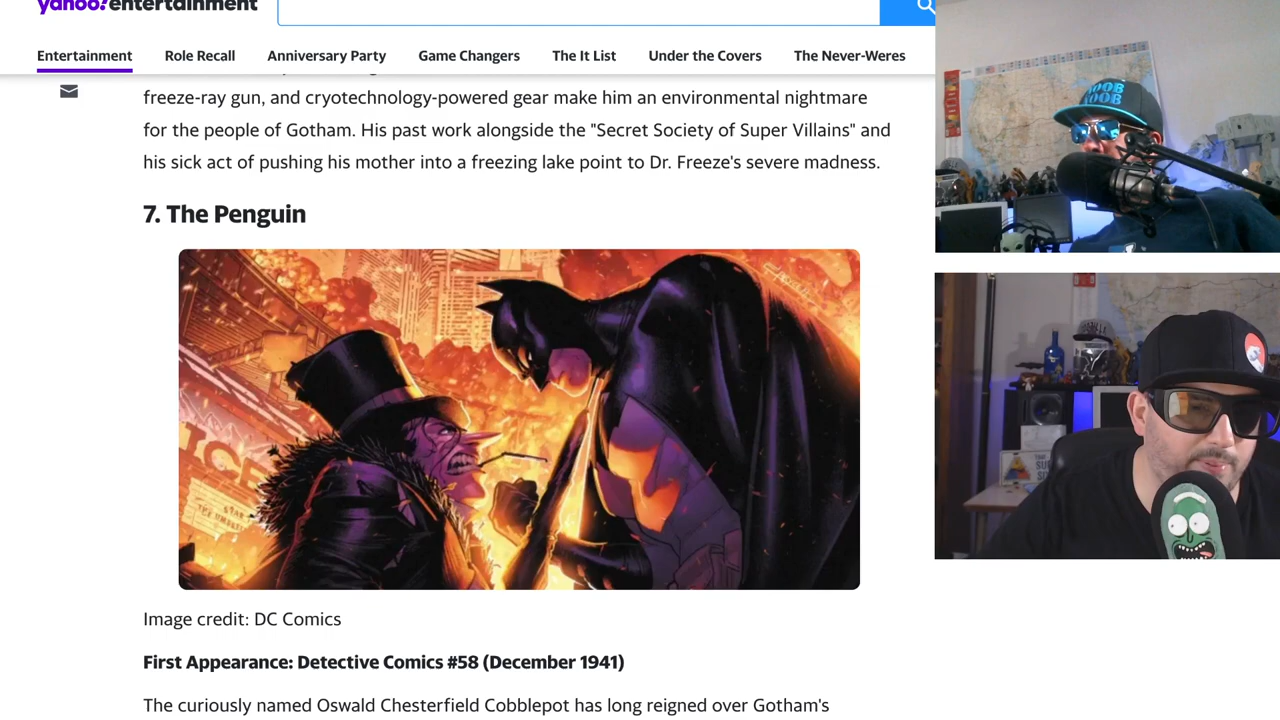 yahoo!entertainment
Entertainment
Role Recall
Anniversary Party
Game Changers
The It List
Under the Covers
The Never-Weres
freeze-ray gun, and cryotechnology-powered gear make him an environmental nightmare
for the people of Gotham. His past work alongside the "Secret Society of Super Villains" and
his sick act of pushing his mother into a freezing lake point to Dr. Freeze's severe madness.
7. The Penguin
ICE
Image credit: DC Comics
First Appearance: Detective Comics #58 (December 1941)
The curiously named Oswald Chesterfield Cobblepot has long reigned over Gotham's
NOOB
NOOB